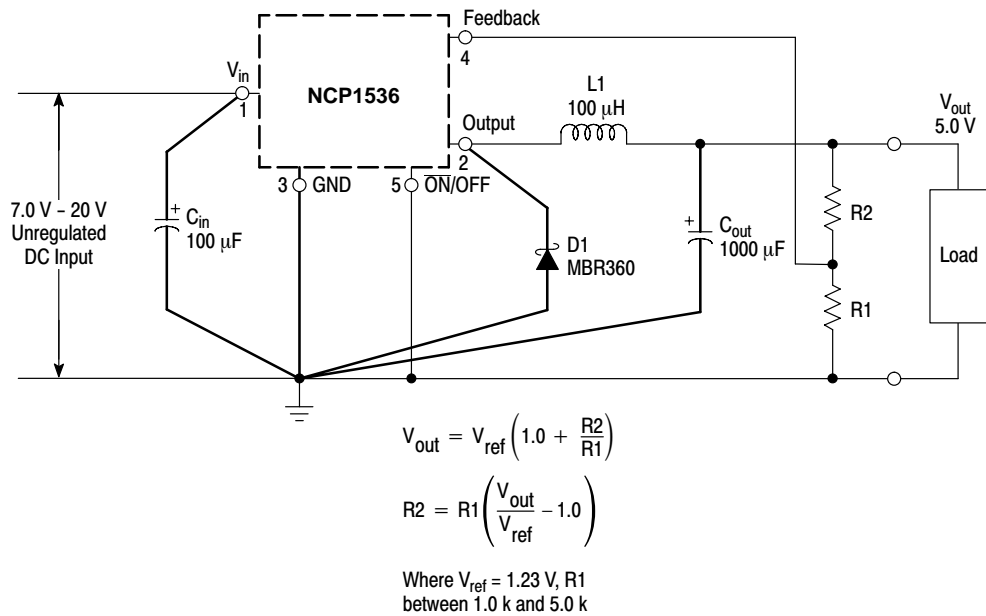 Feedback
4
V_in
1
NCP1536
L1
100 μH
V_out
5.0 V
Output
2
3 GND
5 O̅N̅/OFF
7.0 V – 20 V
Unregulated
DC Input
+
C_in
100 μF
D1
MBR360
+
C_out
1000 μF
R2
R1
Load
V_out = V_ref (1.0 + R2/R1)
R2 = R1 (V_out/V_ref – 1.0)
Where V_ref = 1.23 V, R1
between 1.0 k and 5.0 k